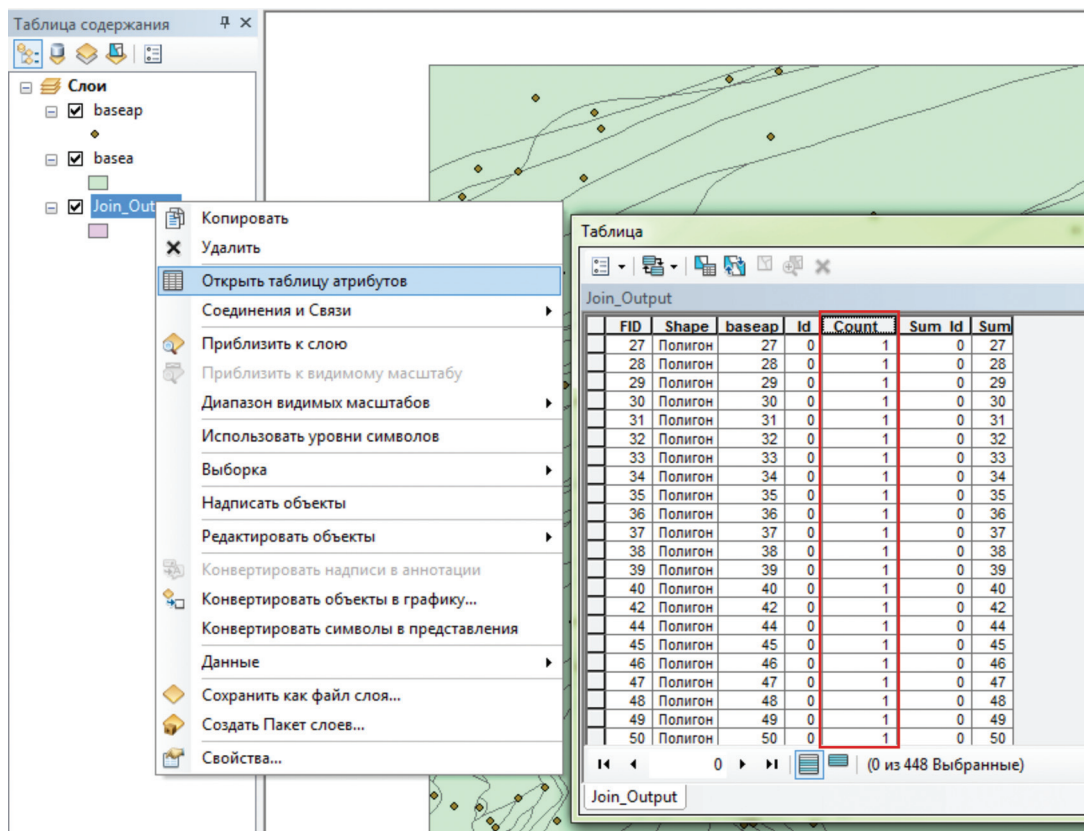 Таблица содержания
Слои
baseap
basea
Join_Out
Копировать
Удалить
Открыть таблицу атрибутов
Соединения и Связи
Приблизить к слою
Приблизить к видимому масштабу
Диапазон видимых масштабов
Использовать уровни символов
Выборка
Надписать объекты
Редактировать объекты
Конвертировать надписи в аннотации
Конвертировать объекты в графику...
Конвертировать символы в представления
Данные
Сохранить как файл слоя...
Создать Пакет слоев...
Свойства...
Таблица
Join_Output
FID Shape baseap Id Count Sum_Id Sum
27 Полигон 27 0 1 0 27
28 Полигон 28 0 1 0 28
29 Полигон 29 0 1 0 29
30 Полигон 30 0 1 0 30
31 Полигон 31 0 1 0 31
32 Полигон 32 0 1 0 32
33 Полигон 33 0 1 0 33
34 Полигон 34 0 1 0 34
35 Полигон 35 0 1 0 35
36 Полигон 36 0 1 0 36
37 Полигон 37 0 1 0 37
38 Полигон 38 0 1 0 38
39 Полигон 39 0 1 0 39
40 Полигон 40 0 1 0 40
42 Полигон 42 0 1 0 42
44 Полигон 44 0 1 0 44
45 Полигон 45 0 1 0 45
46 Полигон 46 0 1 0 46
47 Полигон 47 0 1 0 47
48 Полигон 48 0 1 0 48
49 Полигон 49 0 1 0 49
50 Полигон 50 0 1 0 50
0 (0 из 448 Выбранные)
Join_Output